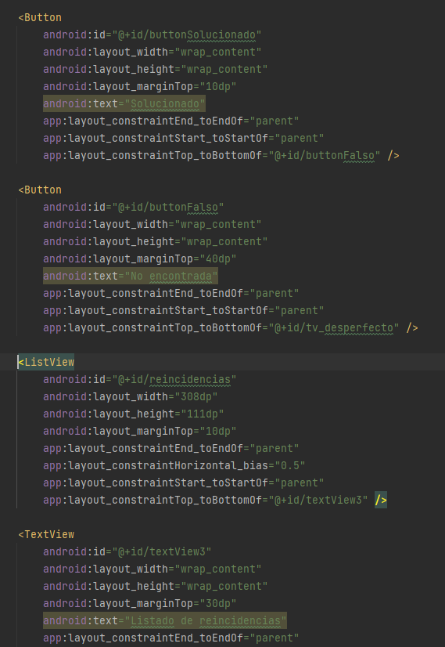 <Button
android:id="@+id/buttonSolucionado"
android:layout_width="wrap_content"
android:layout_height="wrap_content"
android:layout_marginTop="10dp"
android:text="Solucionado"
app:layout_constraintEnd_toEndOf="parent"
app:layout_constraintStart_toStartOf="parent"
app:layout_constraintTop_toBottomOf="@+id/buttonFalso" />
<Button
android:id="@+id/buttonFalso"
android:layout_width="wrap_content"
android:layout_height="wrap_content"
android:layout_marginTop="40dp"
android:text="No encontrada"
app:layout_constraintEnd_toEndOf="parent"
app:layout_constraintStart_toStartOf="parent"
app:layout_constraintTop_toBottomOf="@+id/tv_desperfecto" />
<ListView
android:id="@+id/reincidencias"
android:layout_width="308dp"
android:layout_height="111dp"
android:layout_marginTop="10dp"
app:layout_constraintEnd_toEndOf="parent"
app:layout_constraintHorizontal_bias="0.5"
app:layout_constraintStart_toStartOf="parent"
app:layout_constraintTop_toBottomOf="@+id/textView3" />
<TextView
android:id="@+id/textView3"
android:layout_width="wrap_content"
android:layout_height="wrap_content"
android:layout_marginTop="30dp"
android:text="Listado de reincidencias"
app:layout_constraintEnd_toEndOf="parent"